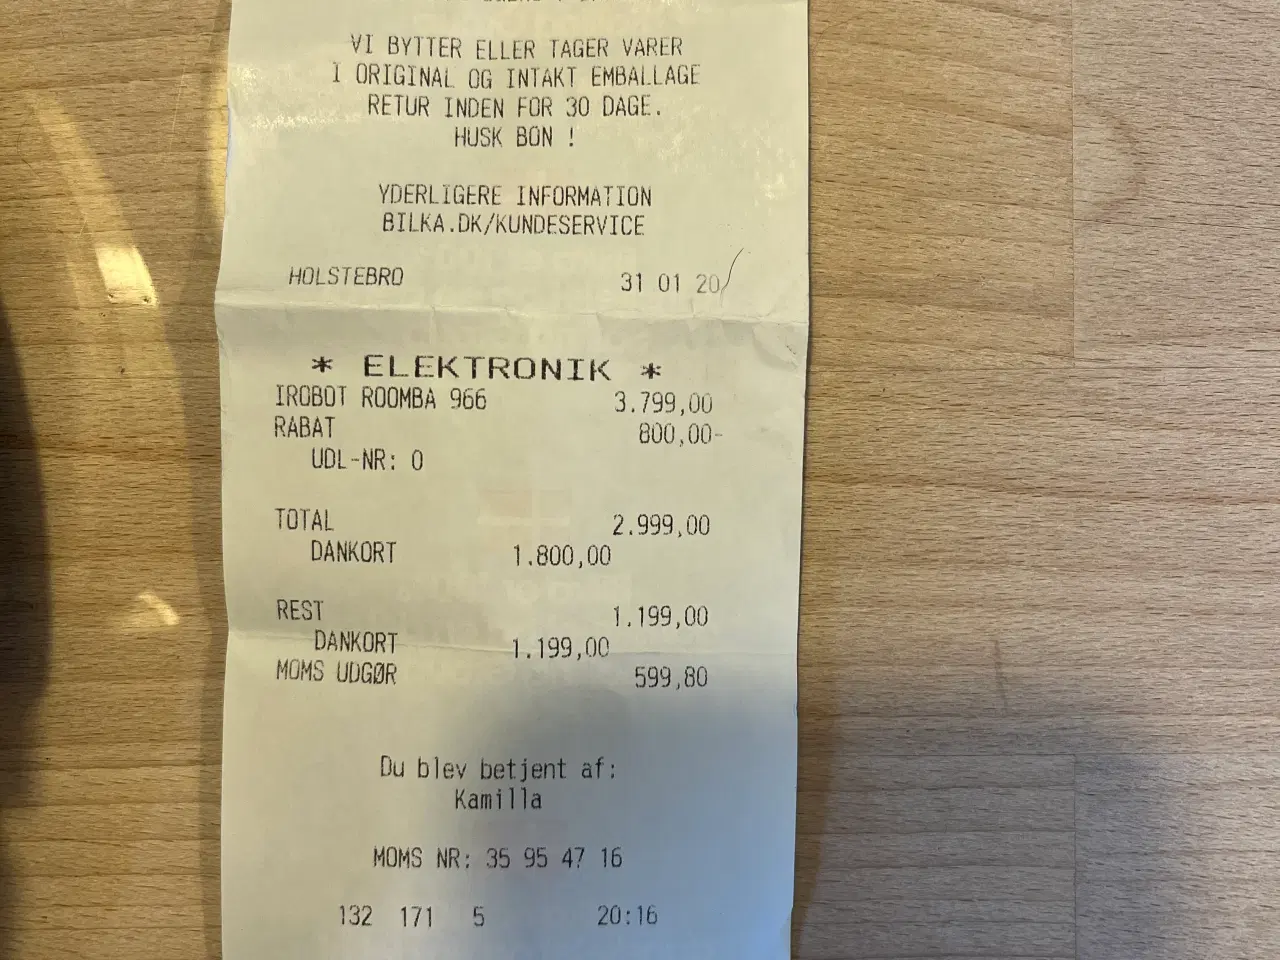 VI BYTTER ELLER TAGER VARER
I ORIGINAL OG INTAKT EMBALLAGE
RETUR INDEN FOR 30 DAGE.
HUSK BON !
YDERLIGERE INFORMATION
BILKA.DK/KUNDESERVICE
HOLSTEBRO 31 01 20
* ELEKTRONIK *
IROBOT ROOMBA 966 3.799,00
RABAT 800,00-
UDL-NR: 0
TOTAL 2.999,00
DANKORT 1.800,00
REST 1.199,00
DANKORT 1.199,00
MOMS UDGØR 599,80
Du blev betjent af:
Kamilla
MOMS NR: 35 95 47 16
132 171 5 20:16